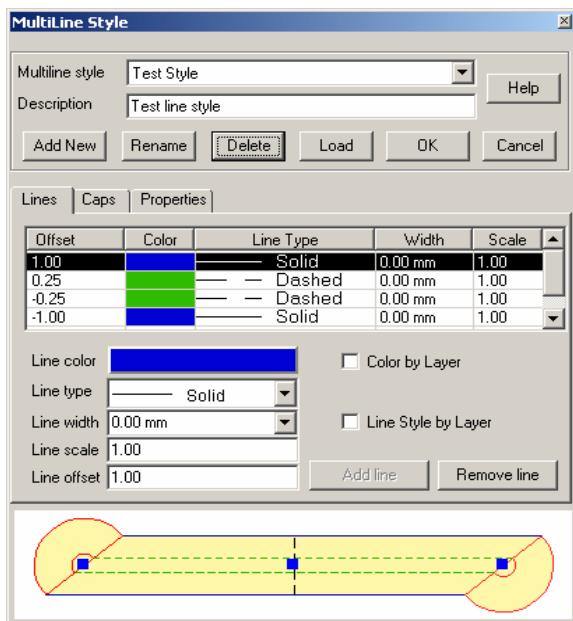 MultiLine Style
Multiline style Test Style
Help
Description Test line style
Add New Rename Delete Load OK Cancel
Lines Caps Properties
Offset Color Line Type Width Scale
1.00 Solid 0.00 mm 1.00
0.25 Dashed 0.00 mm 1.00
-0.25 Dashed 0.00 mm 1.00
-1.00 Solid 0.00 mm 1.00
Line color Color by Layer
Line type Solid
Line width 0.00 mm Line Style by Layer
Line scale 1.00
Line offset 1.00 Add line Remove line